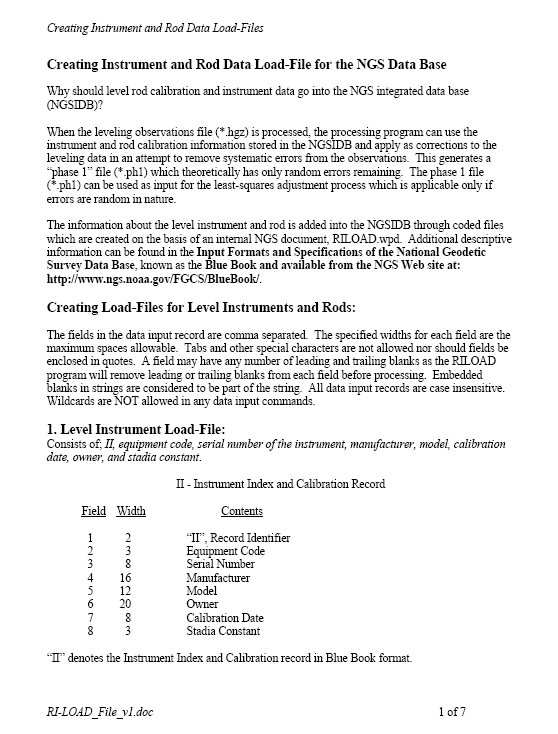 Creating Instrument and Rod Data Load-Files
Creating Instrument and Rod Data Load-File for the NGS Data Base
Why should level rod calibration and instrument data go into the NGS integrated data base
(NGSIDB)?
When the leveling observations file (*.hgz) is processed, the processing program can use the
instrument and rod calibration information stored in the NGSIDB and apply as corrections to the
leveling data in an attempt to remove systematic errors from the observations. This generates a
“phase 1” file (*.ph1) which theoretically has only random errors remaining. The phase 1 file
(*.ph1) can be used as input for the least-squares adjustment process which is applicable only if
errors are random in nature.
The information about the level instrument and rod is added into the NGSIDB through coded files
which are created on the basis of an internal NGS document, RILOAD.wpd. Additional descriptive
information can be found in the Input Formats and Specifications of the National Geodetic
Survey Data Base, known as the Blue Book and available from the NGS Web site at:
http://www.ngs.noaa.gov/FGCS/BlueBook/.
Creating Load-Files for Level Instruments and Rods:
The fields in the data input record are comma separated. The specified widths for each field are the
maximum spaces allowable. Tabs and other special characters are not allowed nor should fields be
enclosed in quotes. A field may have any number of leading and trailing blanks as the RILOAD
program will remove leading or trailing blanks from each field before processing. Embedded
blanks in strings are considered to be part of the string. All data input records are case insensitive.
Wildcards are NOT allowed in any data input commands.
1. Level Instrument Load-File:
Consists of; II, equipment code, serial number of the instrument, manufacturer, model, calibration
date, owner, and stadia constant.
II - Instrument Index and Calibration Record
Field Width Contents
1 2 “II”, Record Identifier
2 3 Equipment Code
3 8 Serial Number
4 16 Manufacturer
5 12 Model
6 20 Owner
7 8 Calibration Date
8 3 Stadia Constant
“II” denotes the Instrument Index and Calibration record in Blue Book format.
RI-LOAD_File_v1.doc 1 of 7